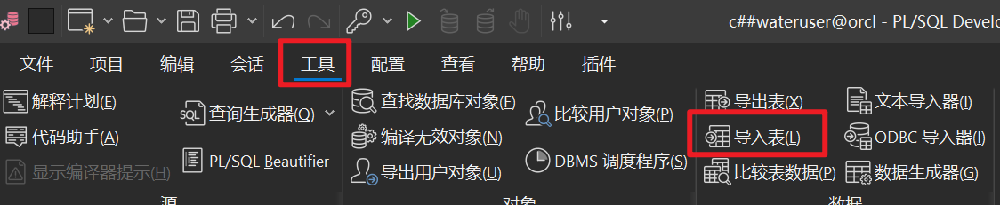 c##wateruser@orcl - PL/SQL Develo
文件 项目 编辑 会话 工具 配置 查看 帮助 插件
解释计划(E) SQL 查询生成器(Q) 查找数据库对象(F) 比较用户对象(P) 导出表(X) 文本导入器(I)
代码助手(A) 编译无效对象(N) 导入表(L) ODBC 导入器(I)
显示编译器提示(H) PL/SQL Beautifier 导出用户对象(U) DBMS 调度程序(S) 比较表数据(P) 数据生成器(G)
源 对象 数据